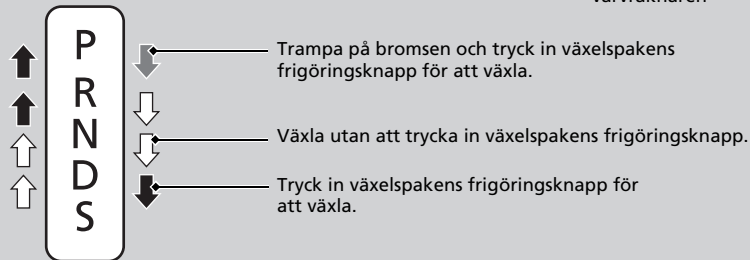 varvräknaren
P
R
N
D
S
Trampa på bromsen och tryck in växelspakens
frigöringsknapp för att växla.
Växla utan att trycka in växelspakens frigöringsknapp.
Tryck in växelspakens frigöringsknapp för
att växla.